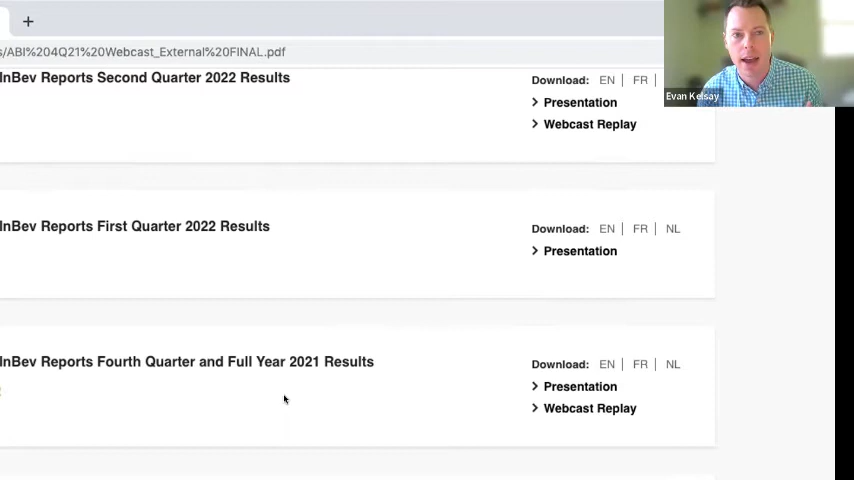 +
s/ABI%204Q21%20Webcast_External%20FINAL.pdf
InBev Reports Second Quarter 2022 Results
Download: EN | FR |
> Presentation
> Webcast Replay
Evan Kelsay
InBev Reports First Quarter 2022 Results
Download: EN | FR | NL
> Presentation
InBev Reports Fourth Quarter and Full Year 2021 Results
Download: EN | FR | NL
> Presentation
> Webcast Replay